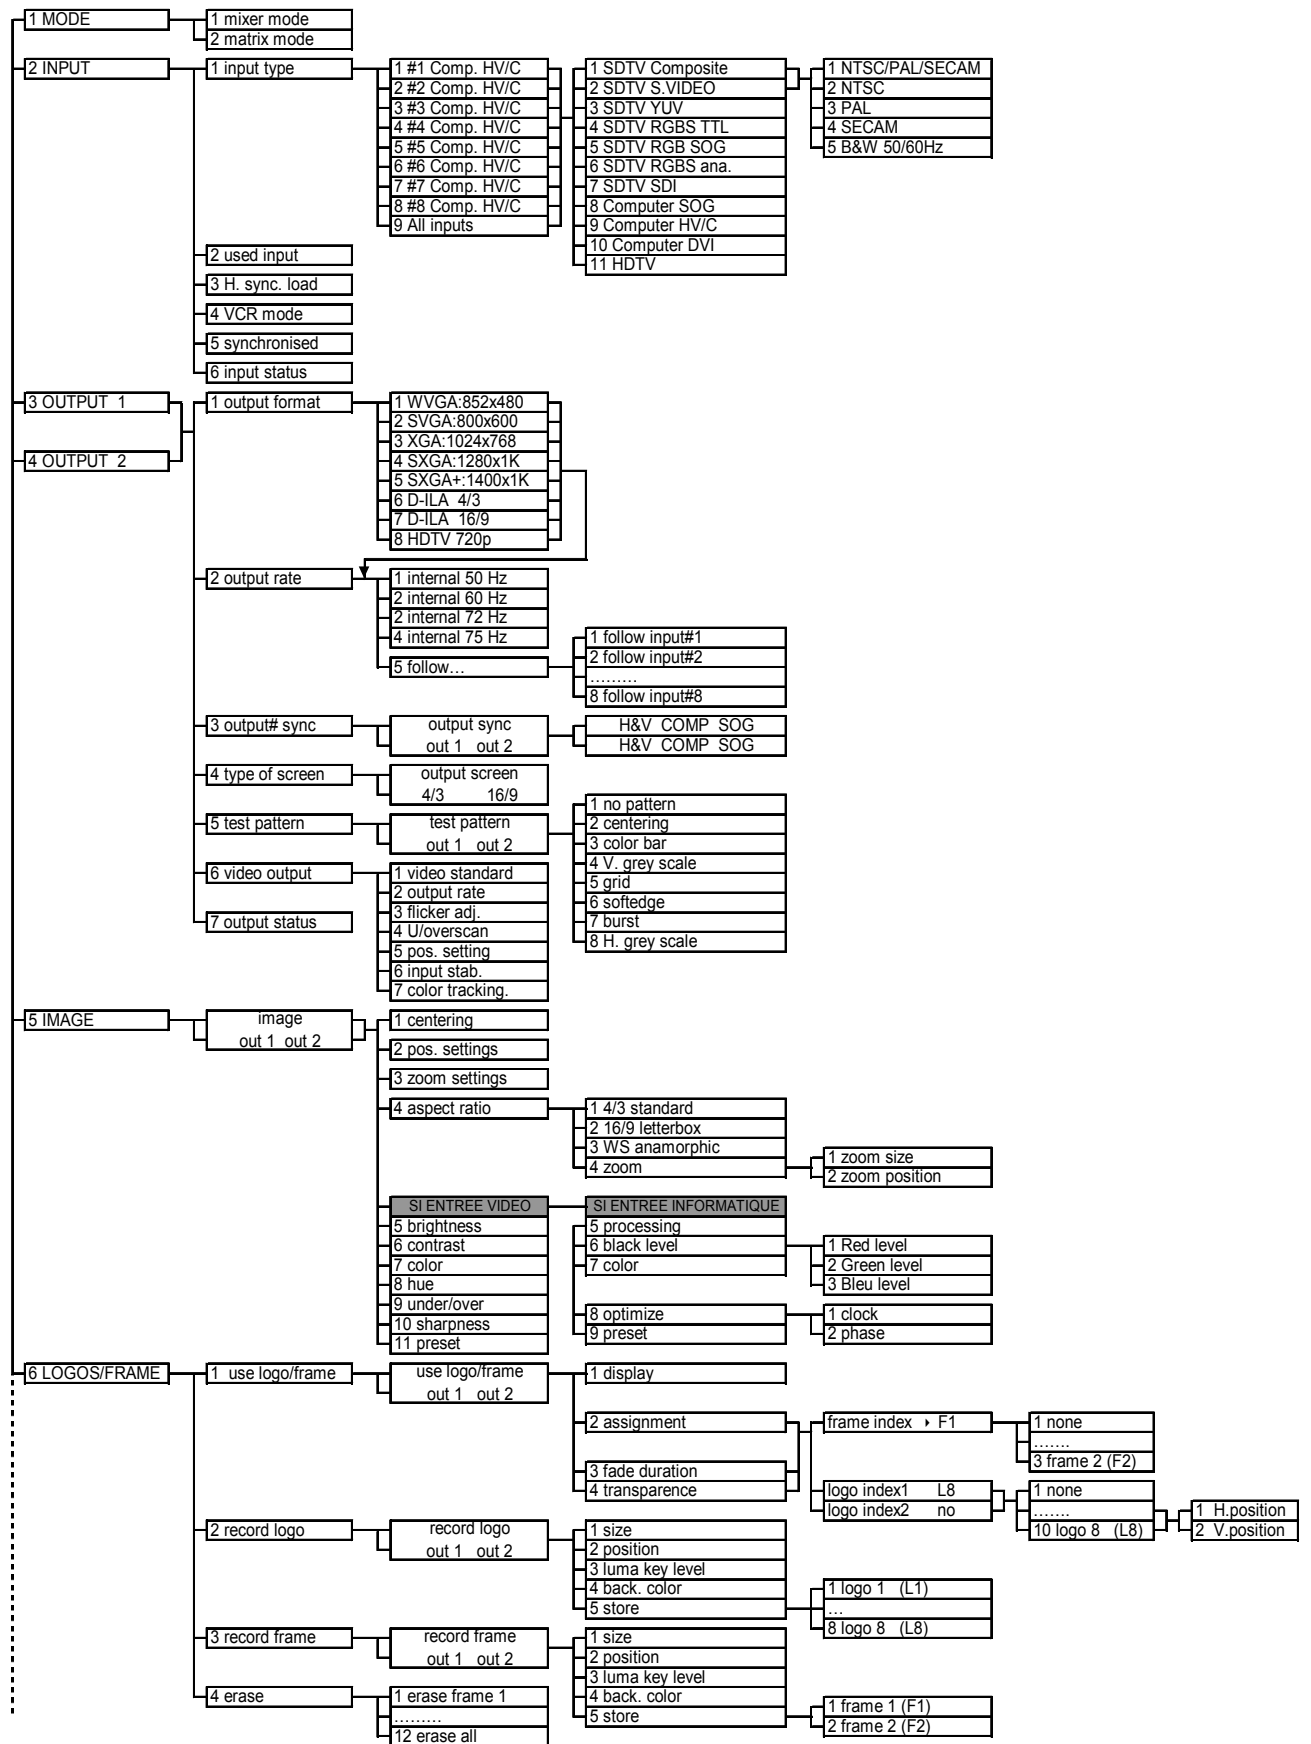 1 MODE
1 mixer mode
2 matrix mode
2 INPUT
1 input type
1 #1 Comp. HV/C
2 #2 Comp. HV/C
3 #3 Comp. HV/C
4 #4 Comp. HV/C
5 #5 Comp. HV/C
6 #6 Comp. HV/C
7 #7 Comp. HV/C
8 #8 Comp. HV/C
9 All inputs
1 SDTV Composite
2 SDTV S.VIDEO
3 SDTV YUV
4 SDTV RGBS TTL
5 SDTV RGB SOG
6 SDTV RGBS ana.
7 SDTV SDI
8 Computer SOG
9 Computer HV/C
10 Computer DVI
11 HDTV
1 NTSC/PAL/SECAM
2 NTSC
3 PAL
4 SECAM
5 B&W 50/60Hz
2 used input
3 H. sync. load
4 VCR mode
5 synchronised
6 input status
3 OUTPUT 1
4 OUTPUT 2
1 output format
1 WVGA:852x480
2 SVGA:800x600
3 XGA:1024x768
4 SXGA:1280x1K
5 SXGA+:1400x1K
6 D-ILA 4/3
7 D-ILA 16/9
8 HDTV 720p
2 output rate
1 internal 50 Hz
2 internal 60 Hz
2 internal 72 Hz
4 internal 75 Hz
5 follow…
1 follow input#1
2 follow input#2
………
8 follow input#8
3 output# sync
output sync
out 1 out 2
H&V COMP SOG
H&V COMP SOG
4 type of screen
output screen
4/3 16/9
5 test pattern
test pattern
out 1 out 2
1 no pattern
2 centering
3 color bar
4 V. grey scale
5 grid
6 softedge
7 burst
8 H. grey scale
6 video output
1 video standard
2 output rate
3 flicker adj.
4 U/overscan
5 pos. setting
6 input stab.
7 color tracking.
7 output status
5 IMAGE
image
out 1 out 2
1 centering
2 pos. settings
3 zoom settings
4 aspect ratio
1 4/3 standard
2 16/9 letterbox
3 WS anamorphic
4 zoom
1 zoom size
2 zoom position
SI ENTREE VIDEO
5 brightness
6 contrast
7 color
8 hue
9 under/over
10 sharpness
11 preset
SI ENTREE INFORMATIQUE
5 processing
6 black level
7 color
8 optimize
9 preset
1 Red level
2 Green level
3 Bleu level
1 clock
2 phase
6 LOGOS/FRAME
1 use logo/frame
use logo/frame
out 1 out 2
1 display
2 assignment
3 fade duration
4 transparence
frame index ‣ F1
1 none
…….
3 frame 2 (F2)
logo index1 L8
logo index2 no
1 none
…….
10 logo 8 (L8)
1 H.position
2 V.position
2 record logo
record logo
out 1 out 2
1 size
2 position
3 luma key level
4 back. color
5 store
1 logo 1 (L1)
…
8 logo 8 (L8)
3 record frame
record frame
out 1 out 2
1 size
2 position
3 luma key level
4 back. color
5 store
1 frame 1 (F1)
2 frame 2 (F2)
4 erase
1 erase frame 1
………
12 erase all